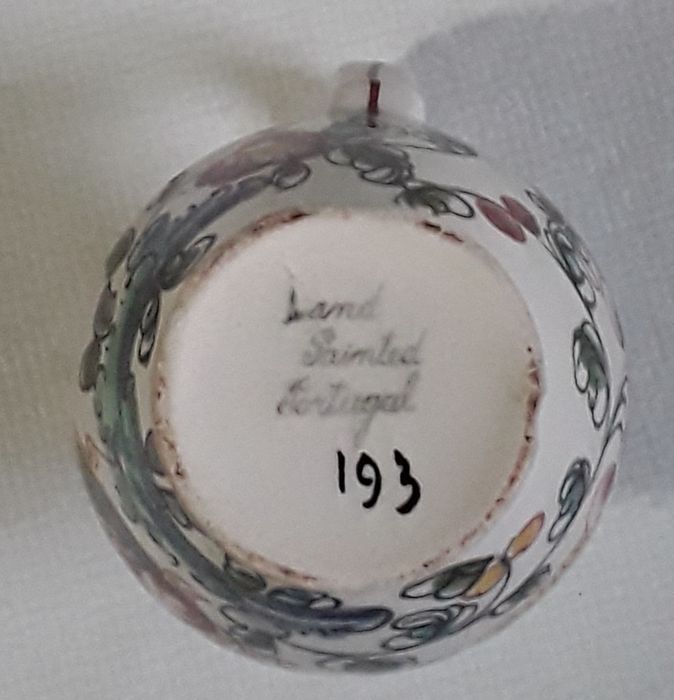 Hand
Painted
Portugal
193